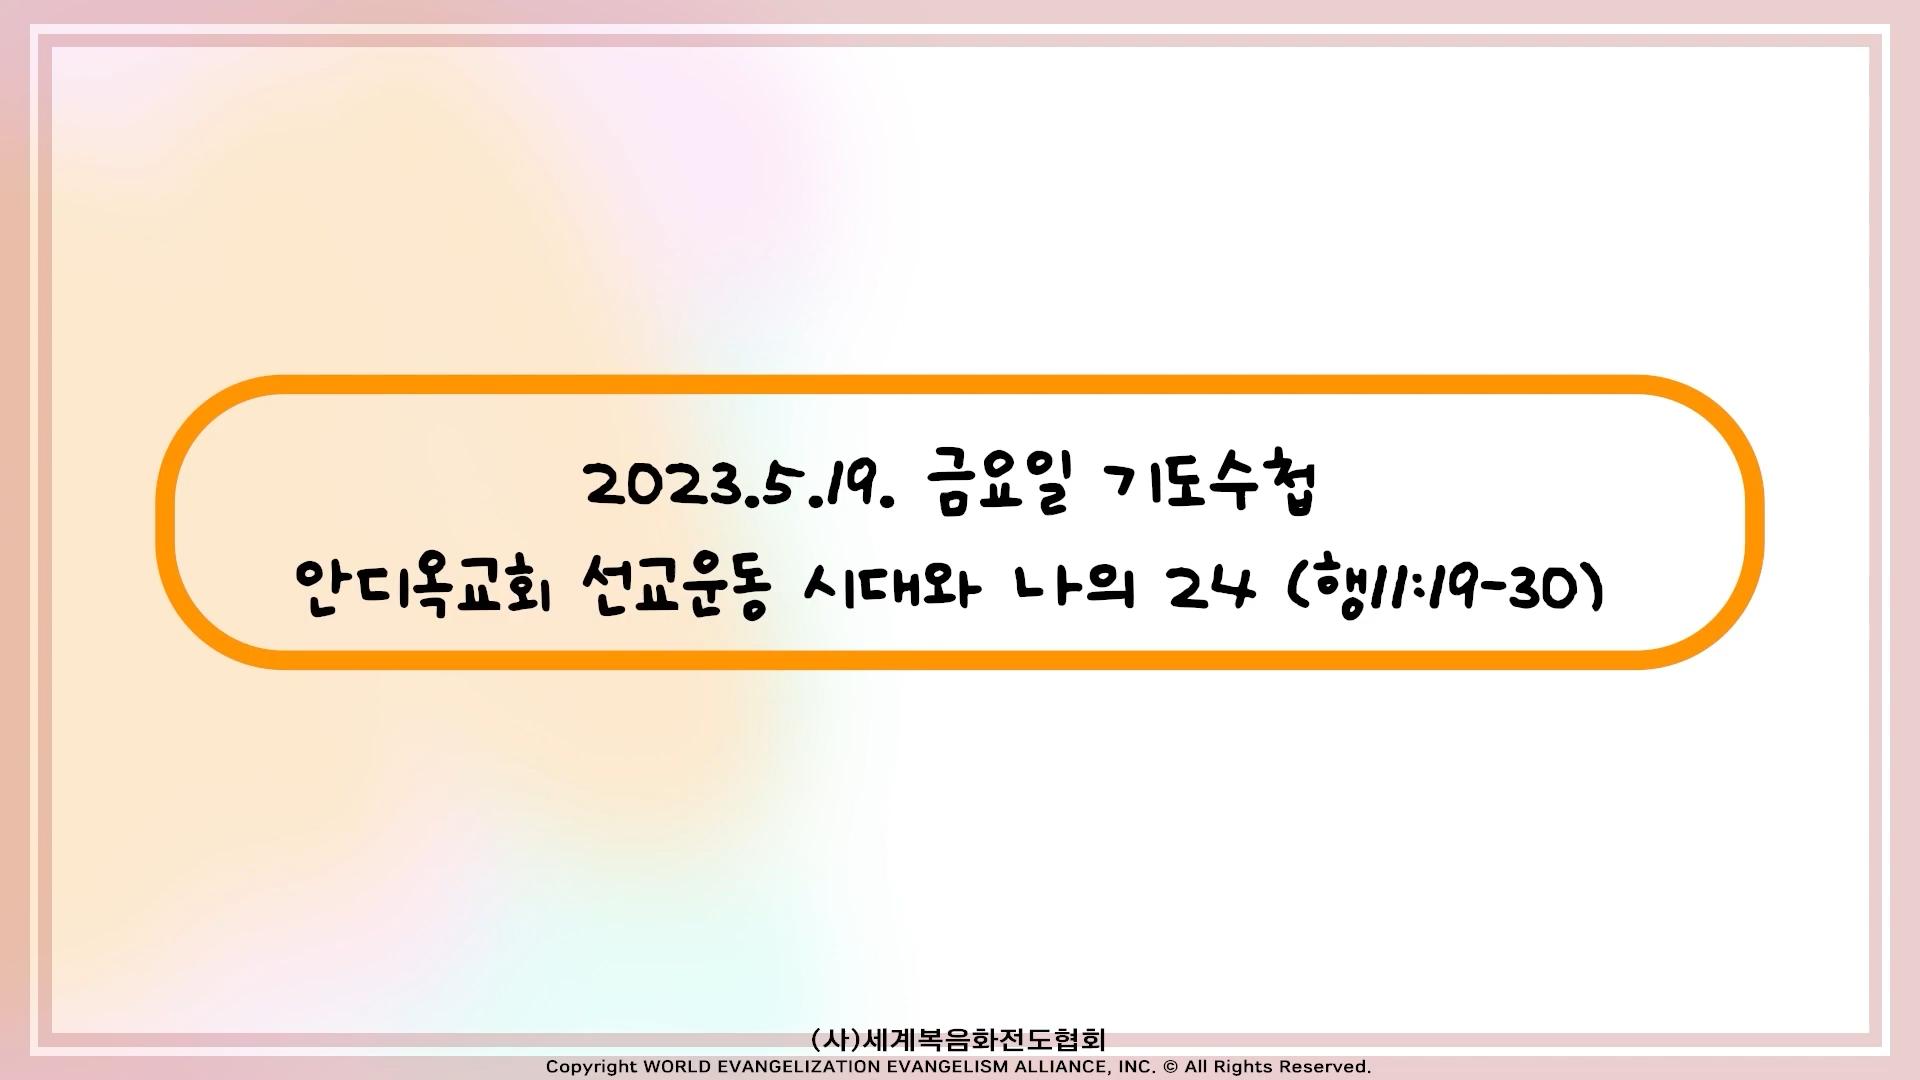 2023.5.19. 금요일 기도수첩
안디옥교회 선교운동 시대와 나의 24 (행11:19-30)
(사)세계복음화전도협회
Copyright WORLD EVANGELIZATION EVANGELISM ALLIANCE, INC. © All Rights Reserved.